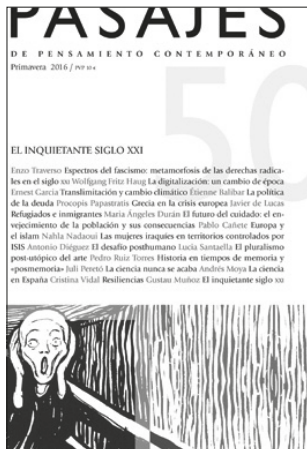 PASAJES
DE PENSAMIENTO CONTEMPORÁNEO
Primavera 2016 / PVP 10 €
50
EL INQUIETANTE SIGLO XXI
Enzo Traverso Espectros del fascismo: metamorfosis de las derechas radica-
les en el siglo XXI Wolfgang Fritz Haug La digitalización: un cambio de época
Ernest Garcia Translimitación y cambio climático Étienne Balibar La política
de la deuda Procopis Papastratis Grecia en la crisis europea Javier de Lucas
Refugiados e inmigrantes María Ángeles Durán El futuro del cuidado: el en-
vejecimiento de la población y sus consecuencias Pablo Cañete Europa y
el islam Nahla Nadaoui Las mujeres iraquíes en territorios controlados por
ISIS Antonio Diéguez El desafío posthumano Lucia Santaella El pluralismo
post-utópico del arte Pedro Ruiz Torres Historia en tiempos de memoria y
«posmemoria» Juli Peretó La ciencia nunca se acaba Andrés Moya La ciencia
en España Cristina Vidal Resiliencias Gustau Muñoz El inquietante siglo XXI